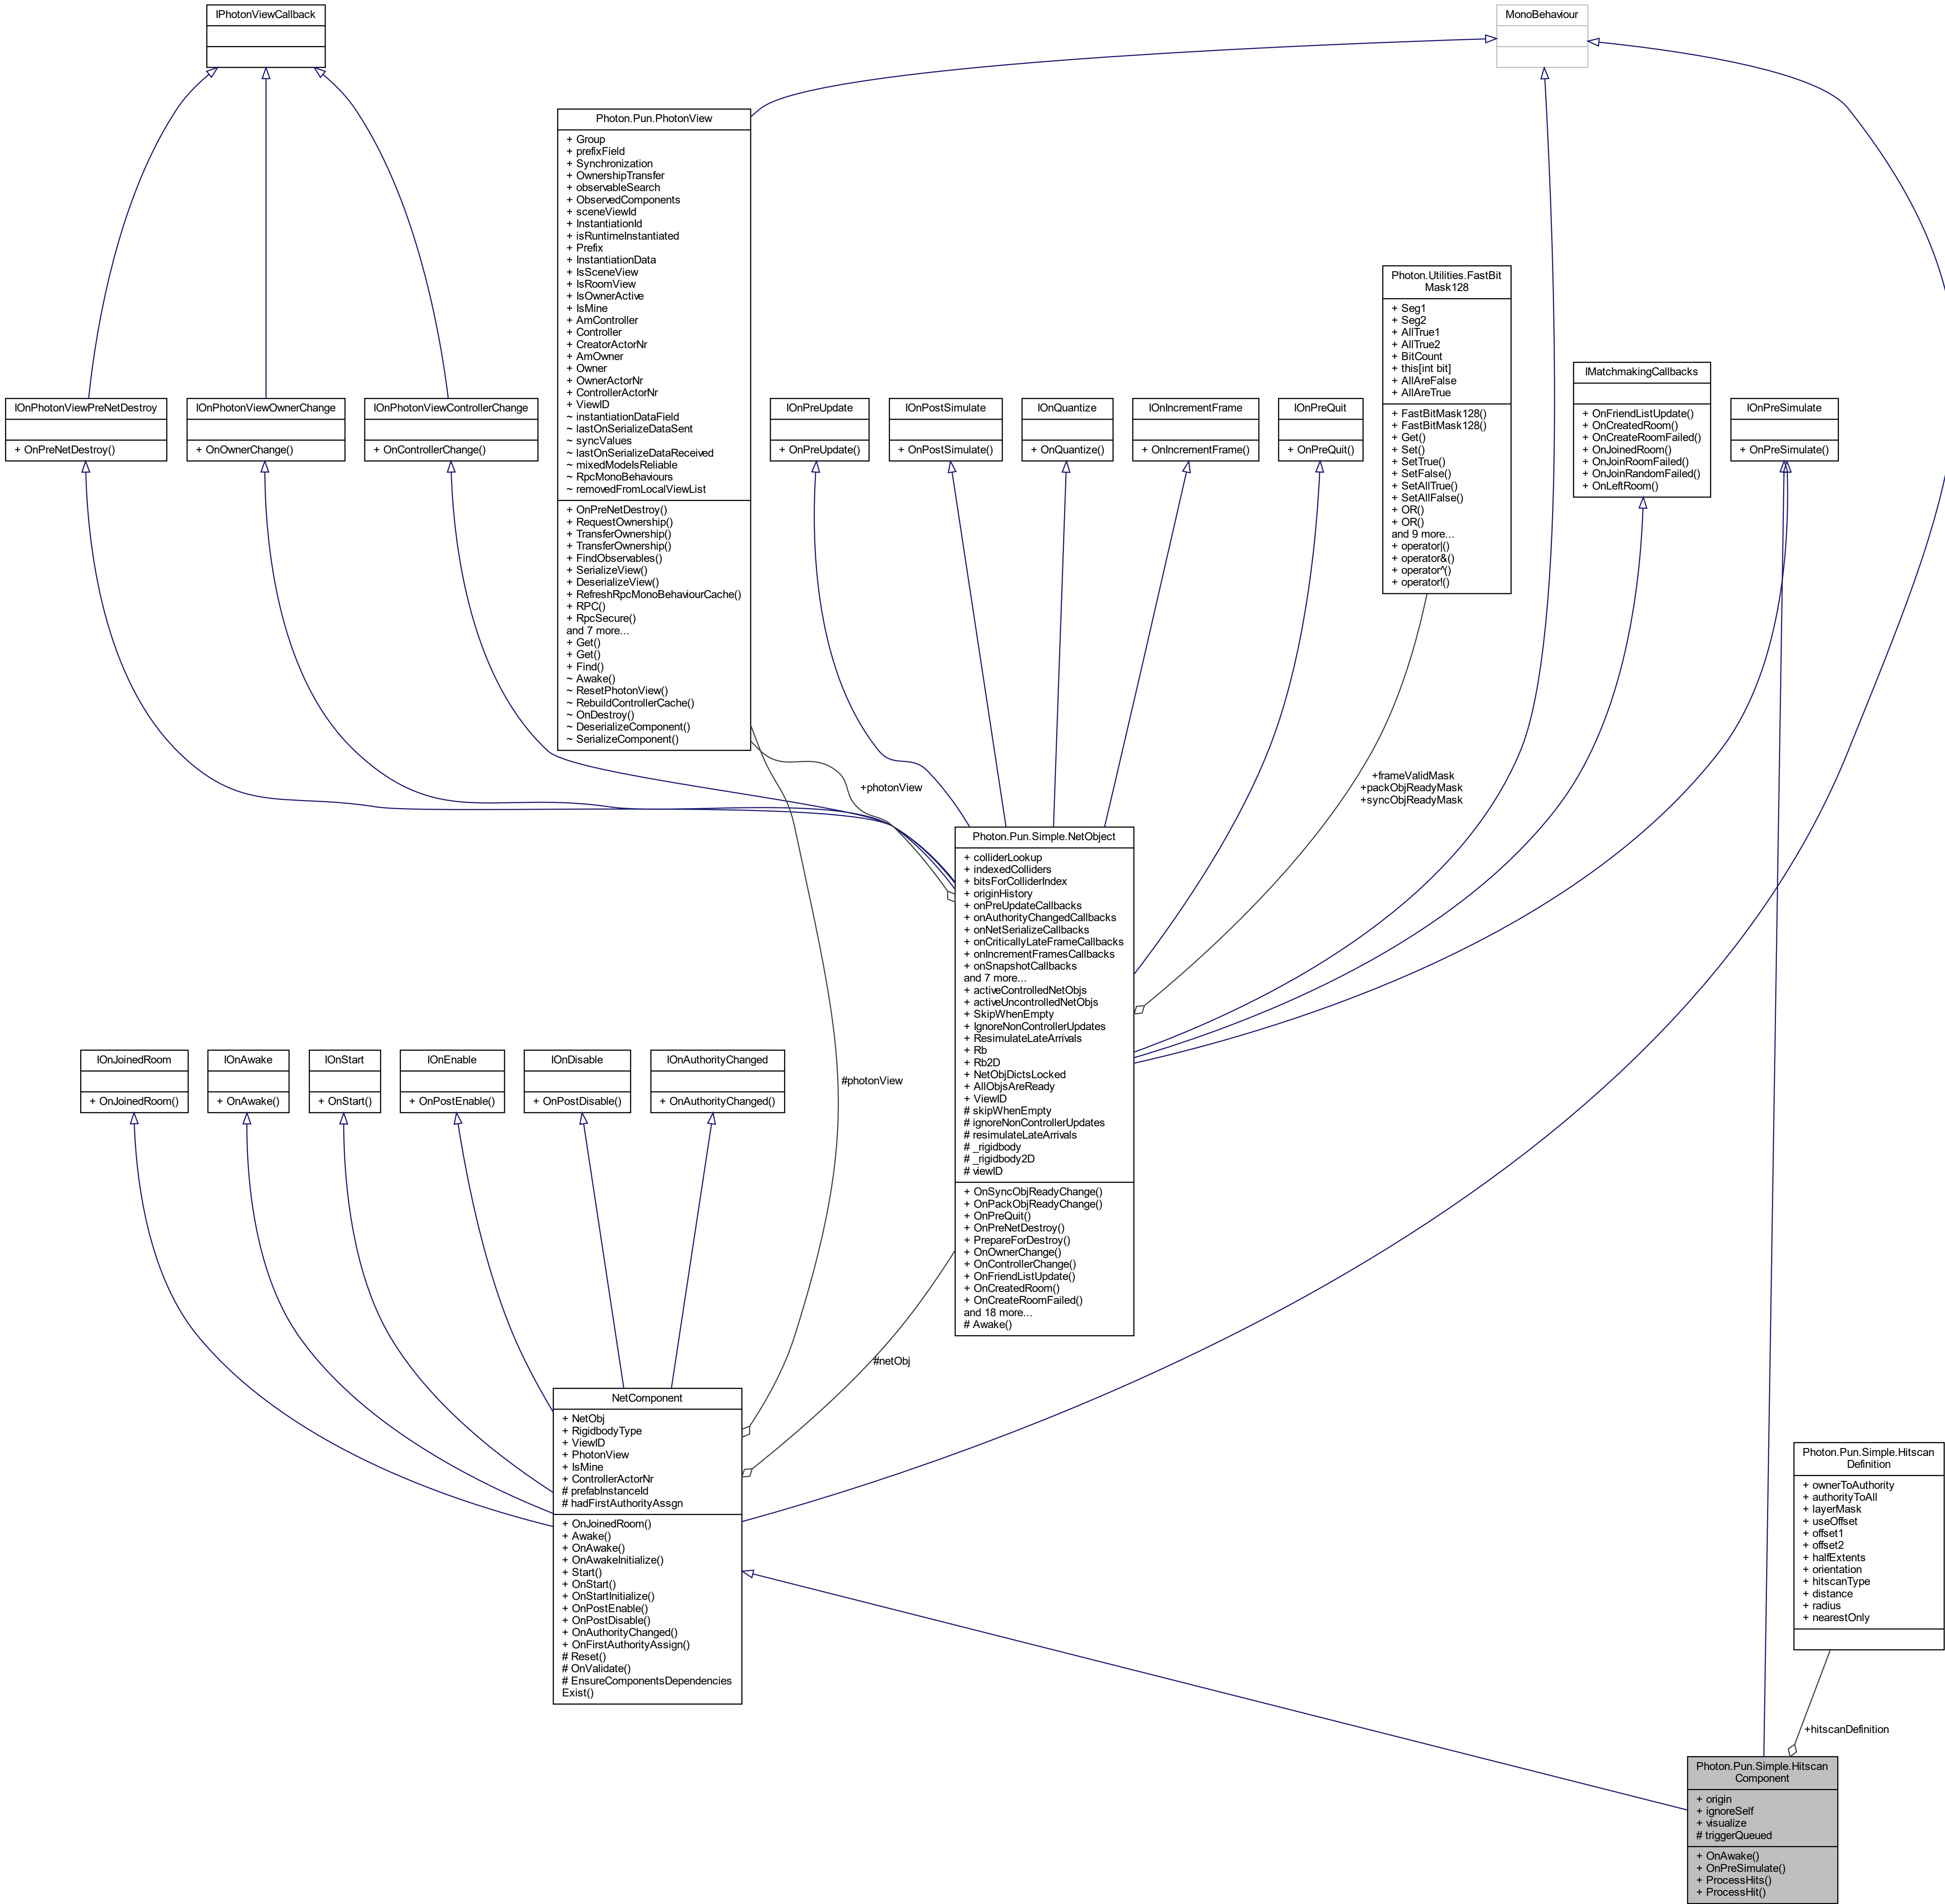 IPhotonViewCallback
MonoBehaviour
Photon.Pun.PhotonView
+ Group
+ prefixField
+ Synchronization
+ OwnershipTransfer
+ observableSearch
+ ObservedComponents
+ sceneViewId
+ InstantiationId
+ isRuntimeInstantiated
+ Prefix
+ InstantiationData
+ IsSceneView
+ IsRoomView
+ IsOwnerActive
+ IsMine
+ AmController
+ Controller
+ CreatorActorNr
+ AmOwner
+ Owner
+ OwnerActorNr
+ ControllerActorNr
+ ViewID
~ instantiationDataField
~ lastOnSerializeDataSent
~ syncValues
~ lastOnSerializeDataReceived
~ mixedModeIsReliable
~ RpcMonoBehaviours
~ removedFromLocalViewList
+ OnPreNetDestroy()
+ RequestOwnership()
+ TransferOwnership()
+ TransferOwnership()
+ FindObservables()
+ SerializeView()
+ DeserializeView()
+ RefreshRpcMonoBehaviourCache()
+ RPC()
+ RpcSecure()
and 7 more...
+ Get()
+ Get()
+ Find()
~ Awake()
~ ResetPhotonView()
~ RebuildControllerCache()
~ OnDestroy()
~ DeserializeComponent()
~ SerializeComponent()
Photon.Utilities.FastBit
Mask128
+ Seg1
+ Seg2
+ AllTrue1
+ AllTrue2
+ BitCount
+ this[int bit]
+ AllAreFalse
+ AllAreTrue
+ FastBitMask128()
+ FastBitMask128()
+ Get()
+ Set()
+ SetTrue()
+ SetFalse()
+ SetAllTrue()
+ SetAllFalse()
+ OR()
+ OR()
and 9 more...
+ operator|()
+ operator&()
+ operator^()
+ operator!()
IMatchmakingCallbacks
+ OnFriendListUpdate()
+ OnCreatedRoom()
+ OnCreateRoomFailed()
+ OnJoinedRoom()
+ OnJoinRoomFailed()
+ OnJoinRandomFailed()
+ OnLeftRoom()
IOnPhotonViewPreNetDestroy
+ OnPreNetDestroy()
IOnPhotonViewOwnerChange
+ OnOwnerChange()
IOnPhotonViewControllerChange
+ OnControllerChange()
IOnPreUpdate
+ OnPreUpdate()
IOnPostSimulate
+ OnPostSimulate()
IOnQuantize
+ OnQuantize()
IOnIncrementFrame
+ OnIncrementFrame()
IOnPreQuit
+ OnPreQuit()
IOnPreSimulate
+ OnPreSimulate()
+photonView
+frameValidMask
+packObjReadyMask
+syncObjReadyMask
Photon.Pun.Simple.NetObject
+ colliderLookup
+ indexedColliders
+ bitsForColliderIndex
+ originHistory
+ onPreUpdateCallbacks
+ onAuthorityChangedCallbacks
+ onNetSerializeCallbacks
+ onCriticallyLateFrameCallbacks
+ onIncrementFramesCallbacks
+ onSnapshotCallbacks
and 7 more...
+ activeControlledNetObjs
+ activeUncontrolledNetObjs
+ SkipWhenEmpty
+ IgnoreNonControllerUpdates
+ ResimulateLateArrivals
+ Rb
+ Rb2D
+ NetObjDictsLocked
+ AllObjsAreReady
+ ViewID
# skipWhenEmpty
# ignoreNonControllerUpdates
# resimulateLateArrivals
# _rigidbody
# _rigidbody2D
# viewID
+ OnSyncObjReadyChange()
+ OnPackObjReadyChange()
+ OnPreQuit()
+ OnPreNetDestroy()
+ PrepareForDestroy()
+ OnOwnerChange()
+ OnControllerChange()
+ OnFriendListUpdate()
+ OnCreatedRoom()
+ OnCreateRoomFailed()
and 18 more...
# Awake()
IOnJoinedRoom
+ OnJoinedRoom()
IOnAwake
+ OnAwake()
IOnStart
+ OnStart()
IOnEnable
+ OnPostEnable()
IOnDisable
+ OnPostDisable()
IOnAuthorityChanged
+ OnAuthorityChanged()
#photonView
#netObj
NetComponent
+ NetObj
+ RigidbodyType
+ ViewID
+ PhotonView
+ IsMine
+ ControllerActorNr
# prefabInstanceId
# hadFirstAuthorityAssgn
+ OnJoinedRoom()
+ Awake()
+ OnAwake()
+ OnAwakeInitialize()
+ Start()
+ OnStart()
+ OnStartInitialize()
+ OnPostEnable()
+ OnPostDisable()
+ OnAuthorityChanged()
+ OnFirstAuthorityAssign()
# Reset()
# OnValidate()
# EnsureComponentsDependencies
Exist()
Photon.Pun.Simple.Hitscan
Definition
+ ownerToAuthority
+ authorityToAll
+ layerMask
+ useOffset
+ offset1
+ offset2
+ halfExtents
+ orientation
+ hitscanType
+ distance
+ radius
+ nearestOnly
+hitscanDefinition
Photon.Pun.Simple.Hitscan
Component
+ origin
+ ignoreSelf
+ visualize
# triggerQueued
+ OnAwake()
+ OnPreSimulate()
+ ProcessHits()
+ ProcessHit()